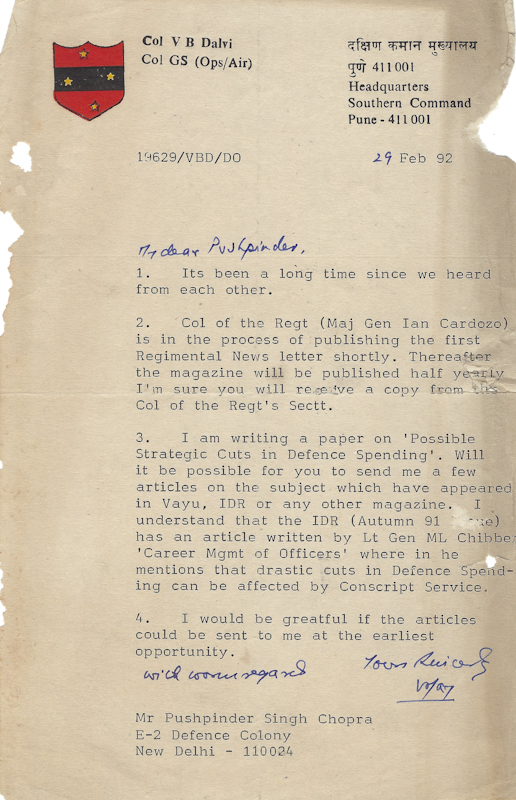 Col V B Dalvi
Col GS (Ops/Air)
दक्षिण कमान मुख्यालय
पुणे 411001
Headquarters
Southern Command
Pune - 411001
19629/VBD/DO
29 Feb 92
My dear Pushpinder,
1. Its been a long time since we heard
from each other.
2. Col of the Regt (Maj Gen Ian Cardozo)
is in the process of publishing the first
Regimental News letter shortly. Thereafter
the magazine will be published half yearly
I'm sure you will receive a copy from the
Col of the Regt's Sectt.
3. I am writing a paper on 'Possible
Strategic Cuts in Defence Spending'. Will
it be possible for you to send me a few
articles on the subject which have appeared
in Vayu, IDR or any other magazine. I
understand that the IDR (Autumn 91
has an article written by Lt Gen ML Chibber
'Career Mgmt of Officers' where in he
mentions that drastic cuts in Defence Spend-
ing can be affected by Conscript Service.
4. I would be greatful if the articles
could be sent to me at the earliest
opportunity.
with warm regards
Yours Sincerely
Vijay
Mr Pushpinder Singh Chopra
E-2 Defence Colony
New Delhi - 110024